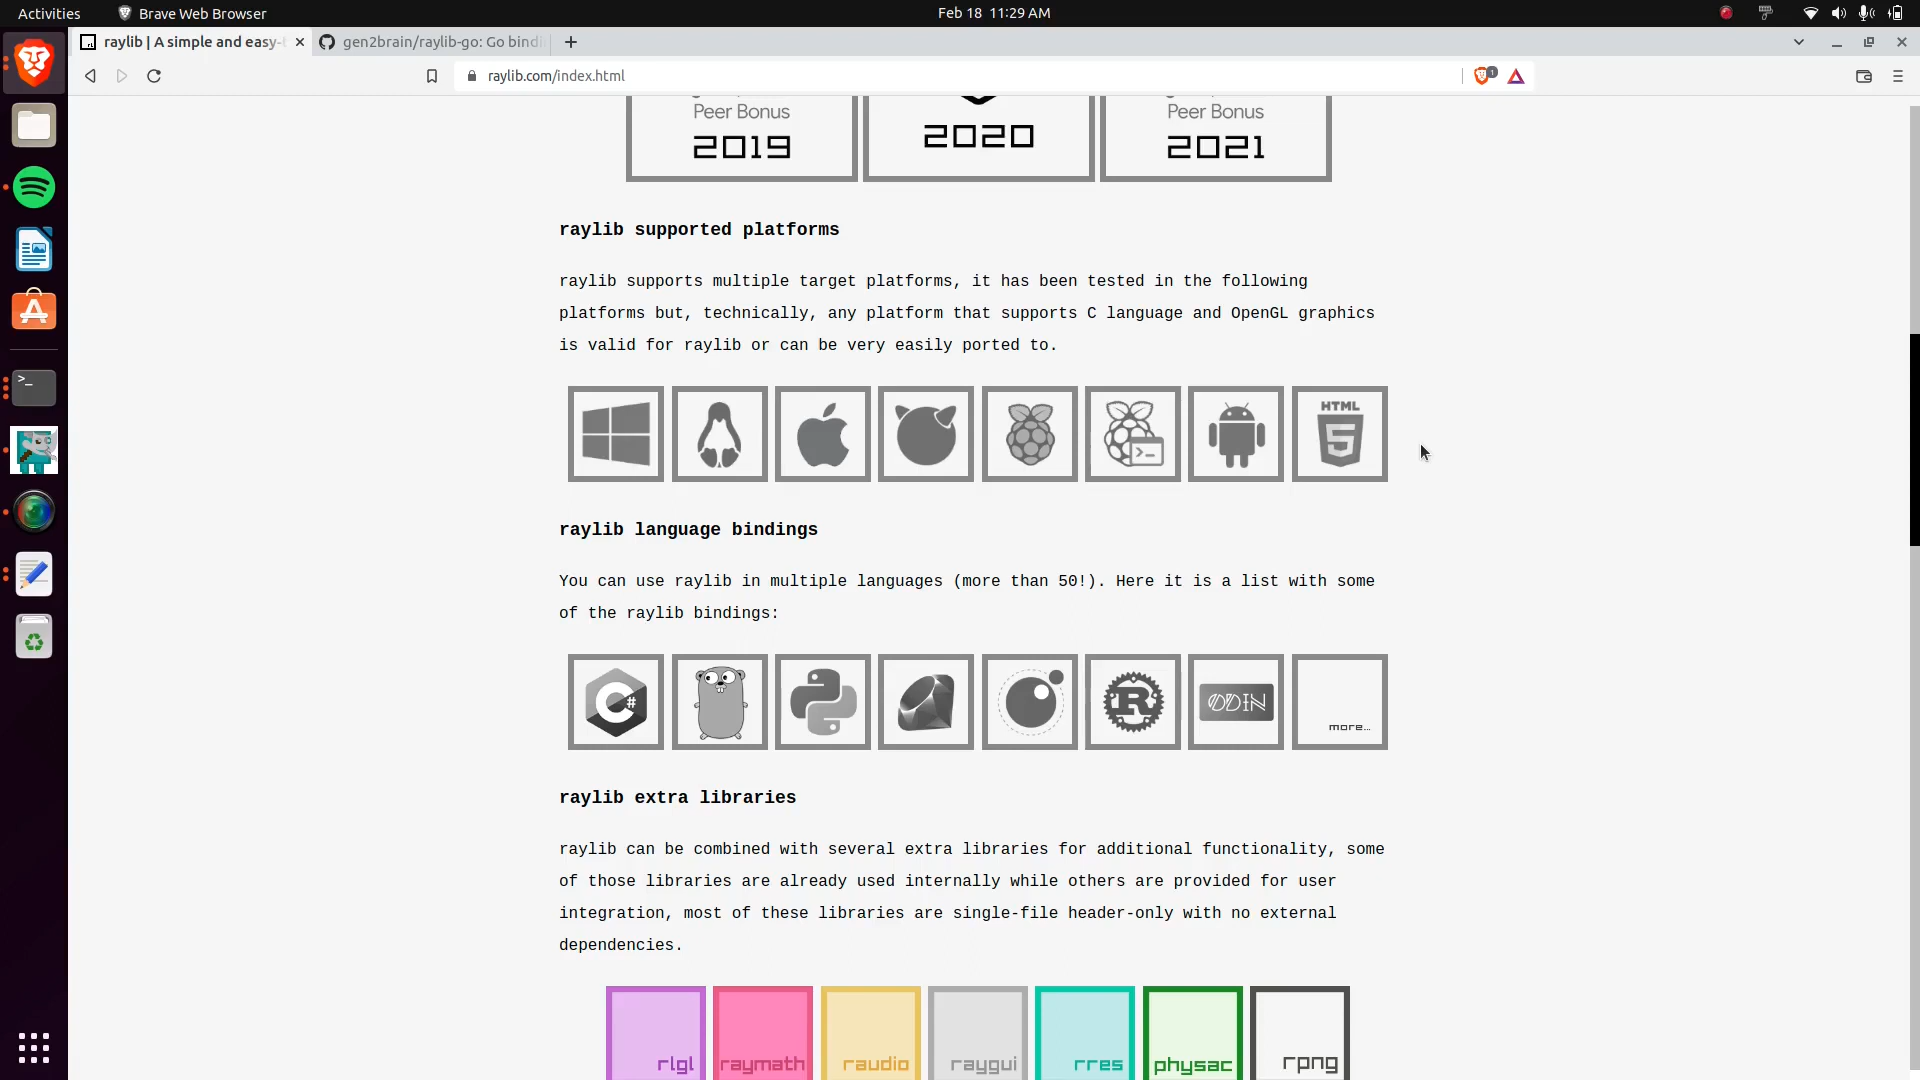 Activities
Brave Web Browser
Feb 18 11:29 AM
raylib | A simple and easy-t
gen2brain/raylib-go: Go bindi
raylib.com/index.html
1
Peer Bonus
2019
2020
Peer Bonus
2021
raylib supported platforms
raylib supports multiple target platforms, it has been tested in the following
platforms but, technically, any platform that supports C language and OpenGL graphics
is valid for raylib or can be very easily ported to.
HTML
5
raylib language bindings
You can use raylib in multiple languages (more than 50!). Here it is a list with some
of the raylib bindings:
C#
R
ODIN
more...
raylib extra libraries
raylib can be combined with several extra libraries for additional functionality, some
of those libraries are already used internally while others are provided for user
integration, most of these libraries are single-file header-only with no external
dependencies.
rlgl
raymath
raudio
raygui
rres
physac
rpng